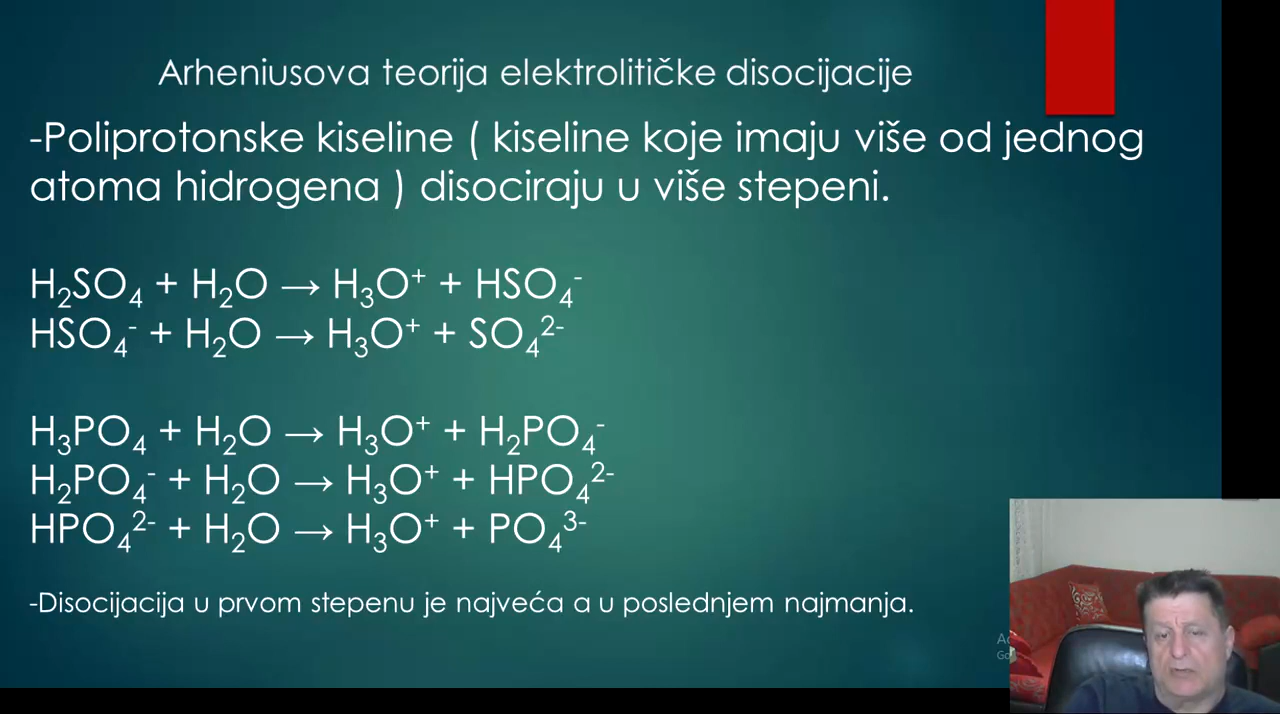 Arheniusova teorija elektrolitičke disocijacije
-Poliprotonske kiseline ( kiseline koje imaju više od jednog
atoma hidrogena ) disociraju u više stepeni.
H₂SO₄ + H₂O → H₃O⁺ + HSO₄⁻
HSO₄⁻ + H₂O → H₃O⁺ + SO₄²⁻
H₃PO₄ + H₂O → H₃O⁺ + H₂PO₄⁻
H₂PO₄⁻ + H₂O → H₃O⁺ + HPO₄²⁻
HPO₄²⁻ + H₂O → H₃O⁺ + PO₄³⁻
-Disocijacija u prvom stepenu je najveća a u poslednjem najmanja.